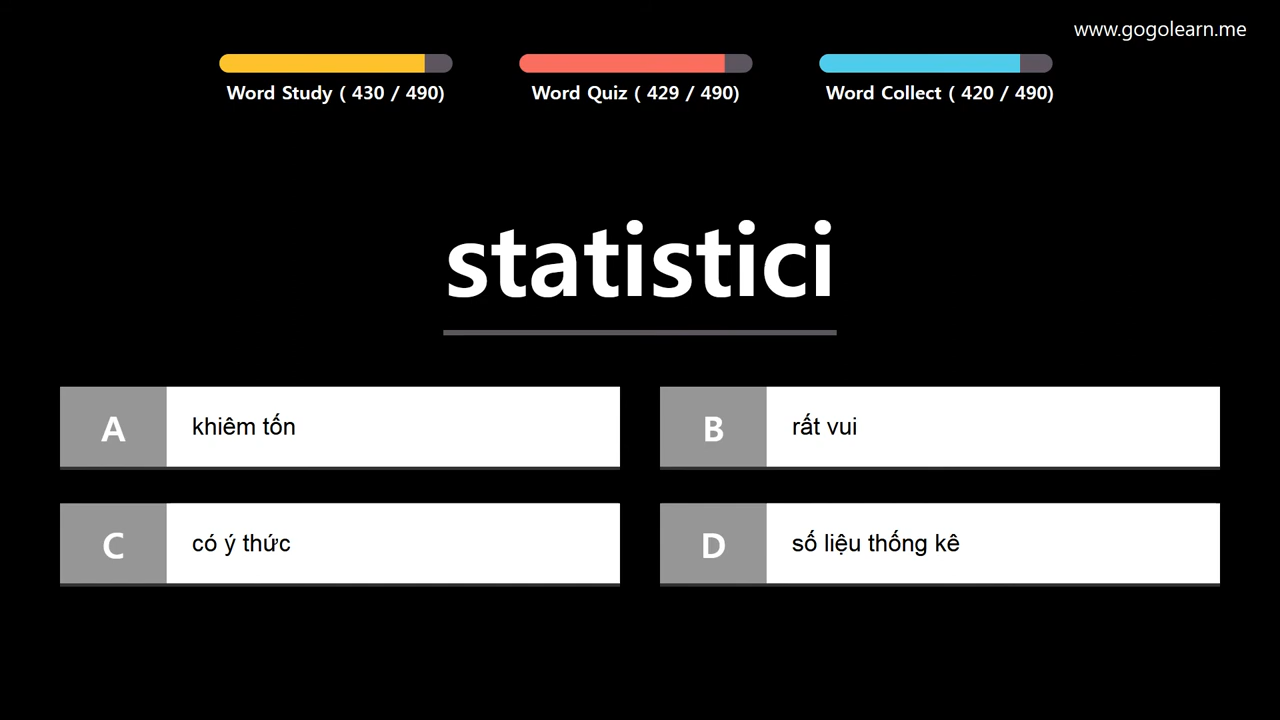 www.gogolearn.me
Word Study ( 430 / 490)
Word Quiz ( 429 / 490)
Word Collect ( 420 / 490)
statistici
A
khiêm tốn
B
rất vui
C
có ý thức
D
số liệu thống kê